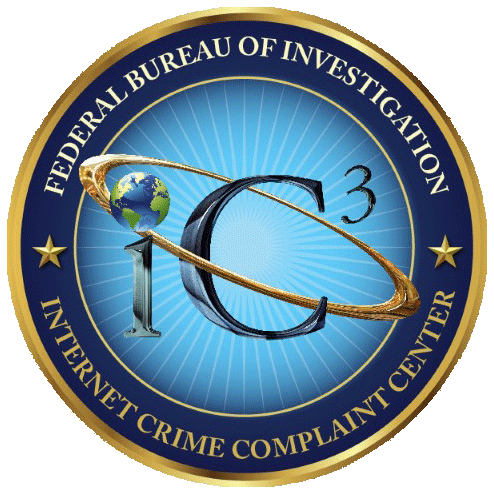 FEDERAL BUREAU OF INVESTIGATION
iC3
INTERNET CRIME COMPLAINT CENTER